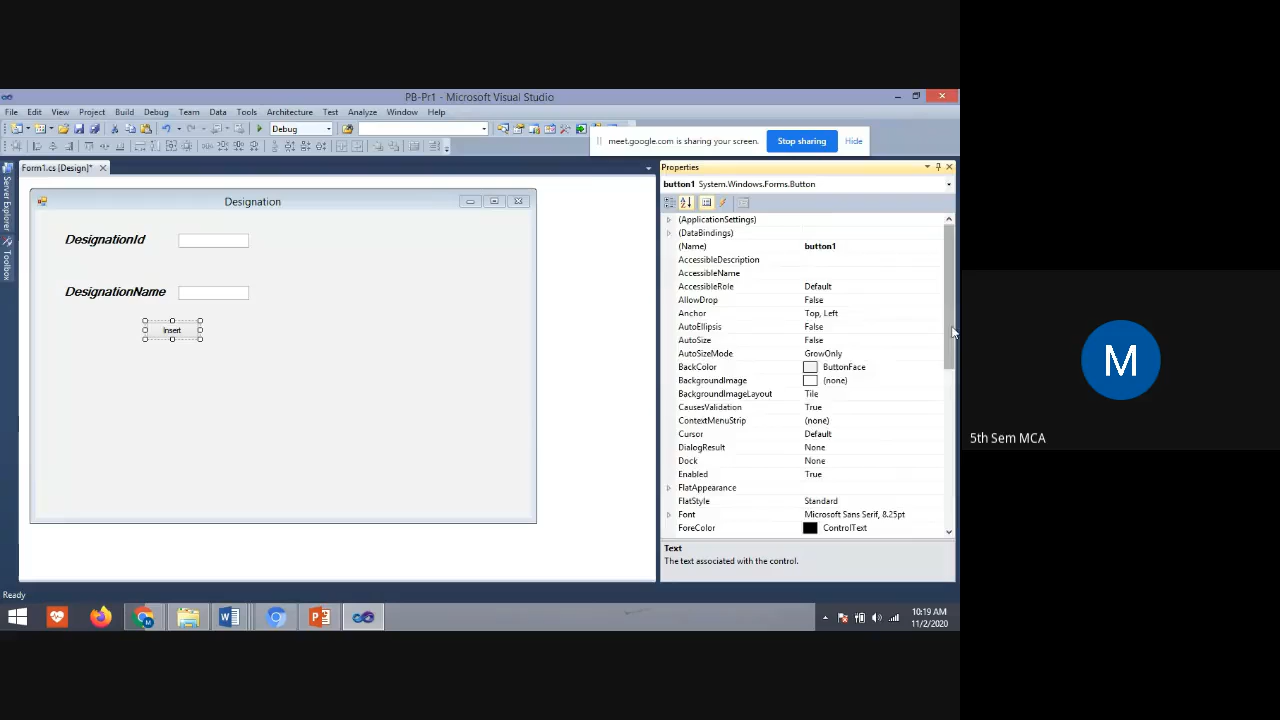 PB-Pr1 - Microsoft Visual Studio
File Edit View Project Build Debug Team Data Tools Architecture Test Analyze Window Help
Debug
meet.google.com is sharing your screen. Stop sharing Hide
Form1.cs [Design]*
Server Explorer
Toolbox
Designation
DesignationId
DesignationName
Insert
Properties
button1 System.Windows.Forms.Button
(ApplicationSettings)
(DataBindings)
(Name) button1
AccessibleDescription
AccessibleName
AccessibleRole Default
AllowDrop False
Anchor Top, Left
AutoEllipsis False
AutoSize False
AutoSizeMode GrowOnly
BackColor ButtonFace
BackgroundImage (none)
BackgroundImageLayout Tile
CausesValidation True
ContextMenuStrip (none)
Cursor Default
DialogResult None
Dock None
Enabled True
FlatAppearance
FlatStyle Standard
Font Microsoft Sans Serif, 8.25pt
ForeColor ControlText
Text
The text associated with the control.
Ready
10:19 AM
11/2/2020
M
5th Sem MCA